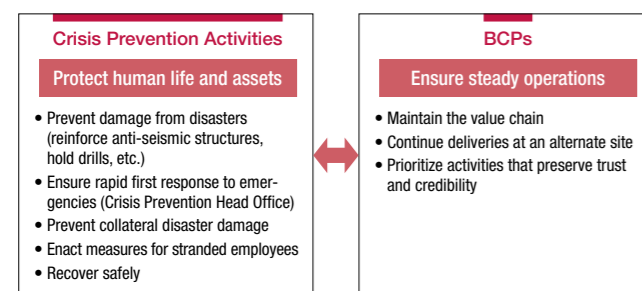 Crisis Prevention Activities
Protect human life and assets
• Prevent damage from disasters
(reinforce anti-seismic structures,
hold drills, etc.)
• Ensure rapid first response to emer-
gencies (Crisis Prevention Head Office)
• Prevent collateral disaster damage
• Enact measures for stranded employees
• Recover safely
BCPs
Ensure steady operations
• Maintain the value chain
• Continue deliveries at an alternate site
• Prioritize activities that preserve trust
and credibility